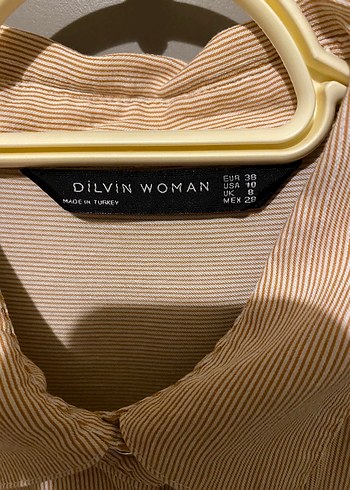 DİLVİN WOMAN
MADE IN TURKEY
EUR 38
USA 10
UK 8
MEX 28